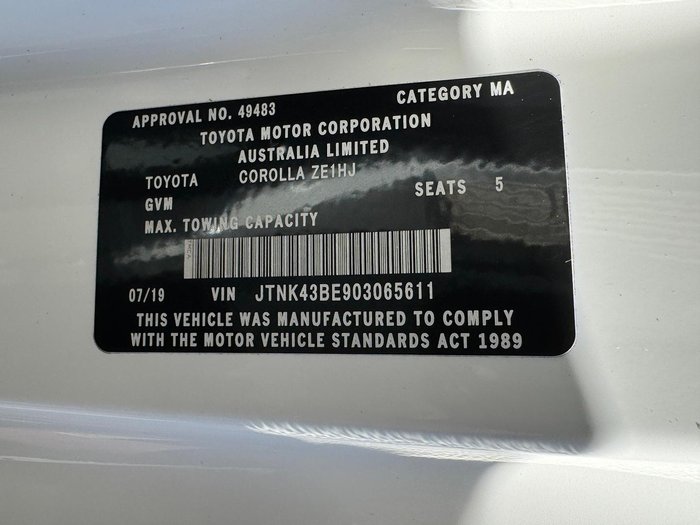 APPROVAL NO. 49483 CATEGORY MA
TOYOTA MOTOR CORPORATION
AUSTRALIA LIMITED
TOYOTA COROLLA ZE1HJ
GVM SEATS 5
MAX. TOWING CAPACITY
07/19 VIN JTNK43BE903065611
THIS VEHICLE WAS MANUFACTURED TO COMPLY
WITH THE MOTOR VEHICLE STANDARDS ACT 1989